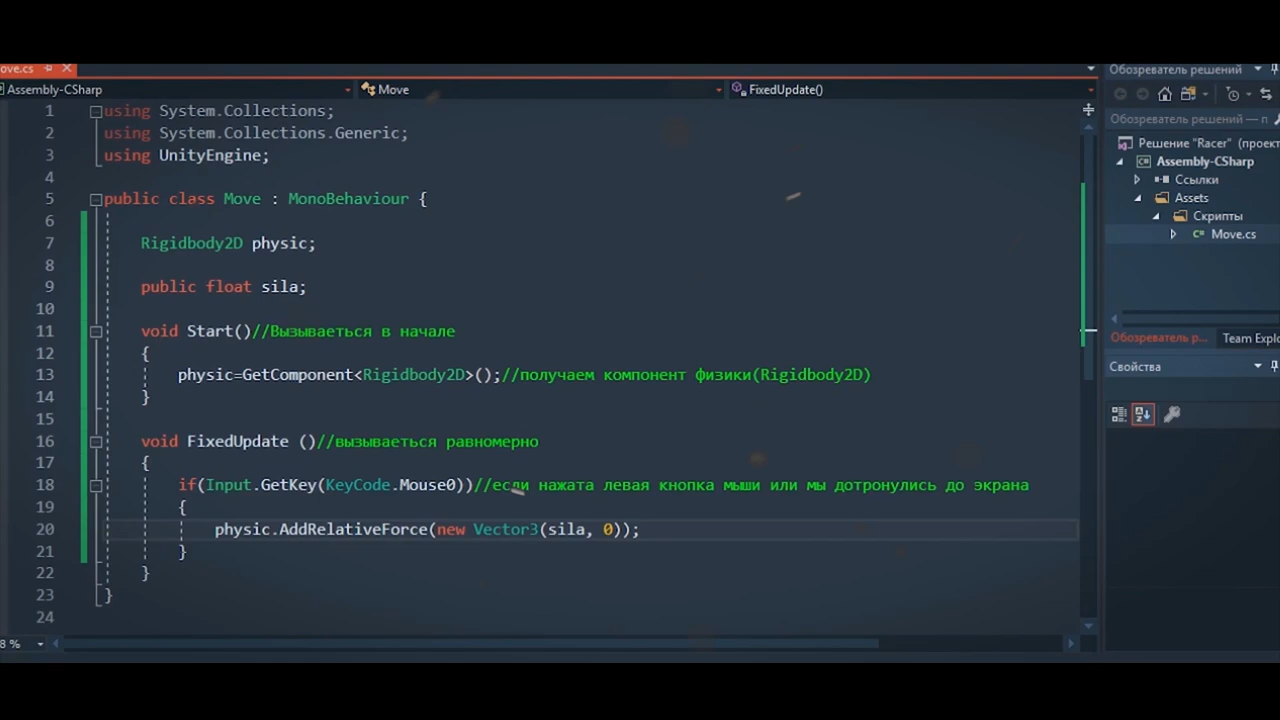 ove.cs
Assembly-CSharp
Move
FixedUpdate()
1 using System.Collections;
2 using System.Collections.Generic;
3 using UnityEngine;
4
5 public class Move : MonoBehaviour {
6
7 Rigidbody2D physic;
8
9 public float sila;
10
11 void Start()//Вызываеться в начале
12 {
13 physic=GetComponent<Rigidbody2D>();//получаем компонент физики(Rigidbody2D)
14 }
15
16 void FixedUpdate ()//вызываеться равномерно
17 {
18 if(Input.GetKey(KeyCode.Mouse0))//если нажата левая кнопка мыши или мы дотронулись до экрана
19 {
20 physic.AddRelativeForce(new Vector3(sila, 0));
21 }
22 }
23 }
24
8 %
Обозреватель решений
Обозреватель решений — п
Решение "Racer" (проект
Assembly-CSharp
Ссылки
Assets
Скрипты
Move.cs
Обозреватель р... Team Explo
Свойства